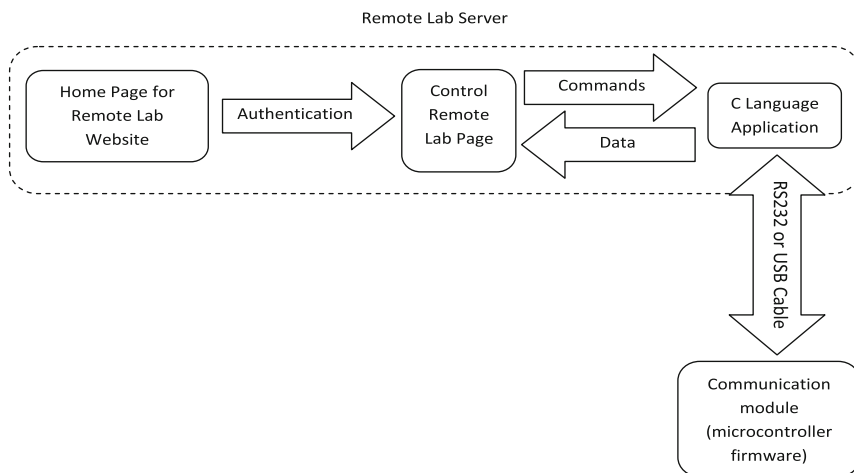 Remote Lab Server
Home Page for
Remote Lab
Website
Authentication
Control
Remote
Lab Page
Commands
Data
C Language
Application
RS232 or USB Cable
Communication
module
(microcontroller
firmware)